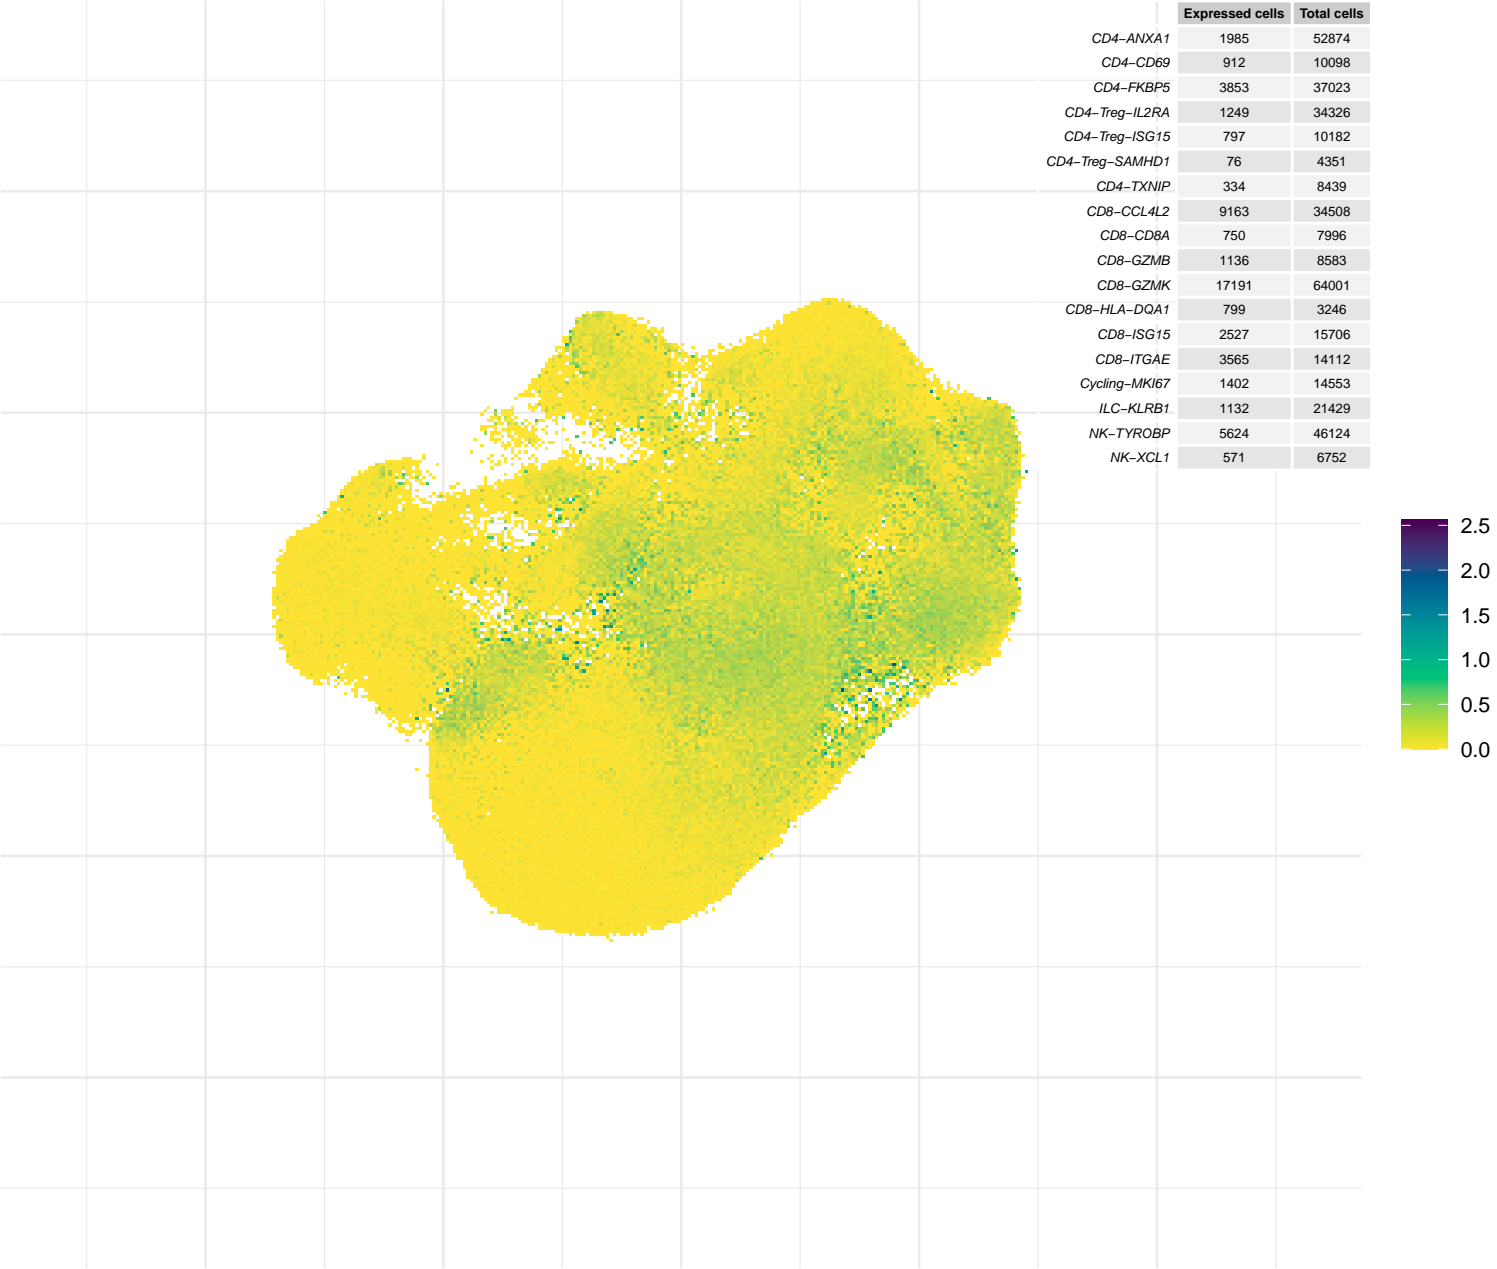 Expressed cells Total cells
CD4−ANXA1 1985 52874
CD4−CD69 912 10098
CD4−FKBP5 3853 37023
CD4−Treg−IL2RA 1249 34326
CD4−Treg−ISG15 797 10182
CD4−Treg−SAMHD1 76 4351
CD4−TXNIP 334 8439
CD8−CCL4L2 9163 34508
CD8−CD8A 750 7996
CD8−GZMB 1136 8583
CD8−GZMK 17191 64001
CD8−HLA−DQA1 799 3246
CD8−ISG15 2527 15706
CD8−ITGAE 3565 14112
Cycling−MKI67 1402 14553
ILC−KLRB1 1132 21429
NK−TYROBP 5624 46124
NK−XCL1 571 6752
2.5
2.0
1.5
1.0
0.5
0.0